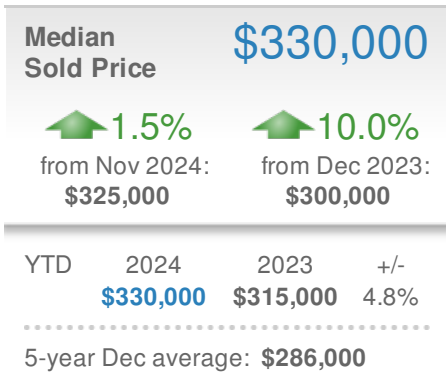 Median $330,000
Sold Price
1.5% 10.0%
from Nov 2024: from Dec 2023:
$325,000 $300,000
YTD 2024 2023 +/-
$330,000 $315,000 4.8%
5-year Dec average: $286,000